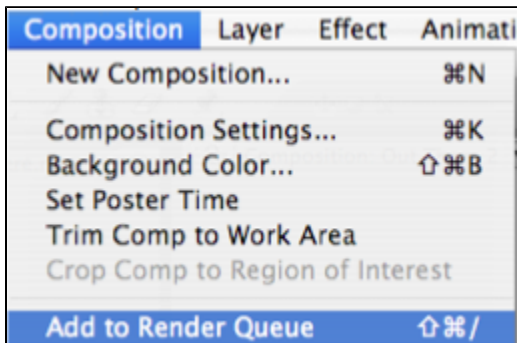 Composition Layer Effect Animati
New Composition... ⌘N
Composition Settings... ⌘K
Background Color... ⇧⌘B
Set Poster Time
Trim Comp to Work Area
Crop Comp to Region of Interest
Add to Render Queue ⇧⌘/